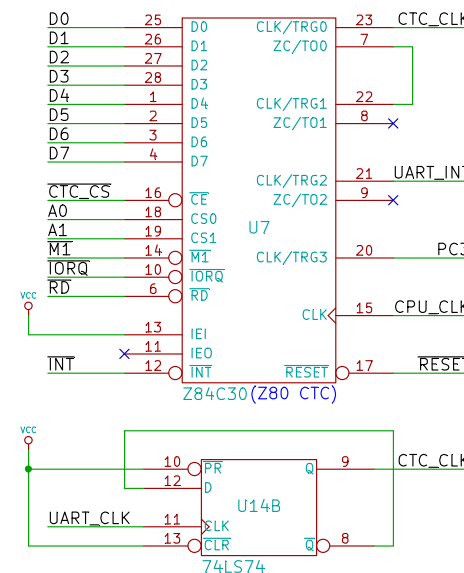 D0 25 D0 CLK/TRG0 23 CTC_CLK
D1 26 D1 ZC/TO0 7
D2 27 D2
D3 28 D3
D4 1 D4 CLK/TRG1 22
D5 2 D5 ZC/TO1 8
D6 3 D6
D7 4 D7
CLK/TRG2 21 UART_INT
CTC_CS 16 CE ZC/TO2 9
A0 18 CS0 U7
A1 19 CS1
M1 14 M1 CLK/TRG3 20 PC3
IORQ 10 IORQ
RD 6 RD
VCC CLK 15 CPU_CLK
13 IEI
11 IEO
INT 12 INT RESET 17 RESET
Z84C30(Z80 CTC)
VCC
10 PR Q 9 CTC_CLK
12 D
U14B
UART_CLK 11 CLK
13 CLR Q 8
74LS74